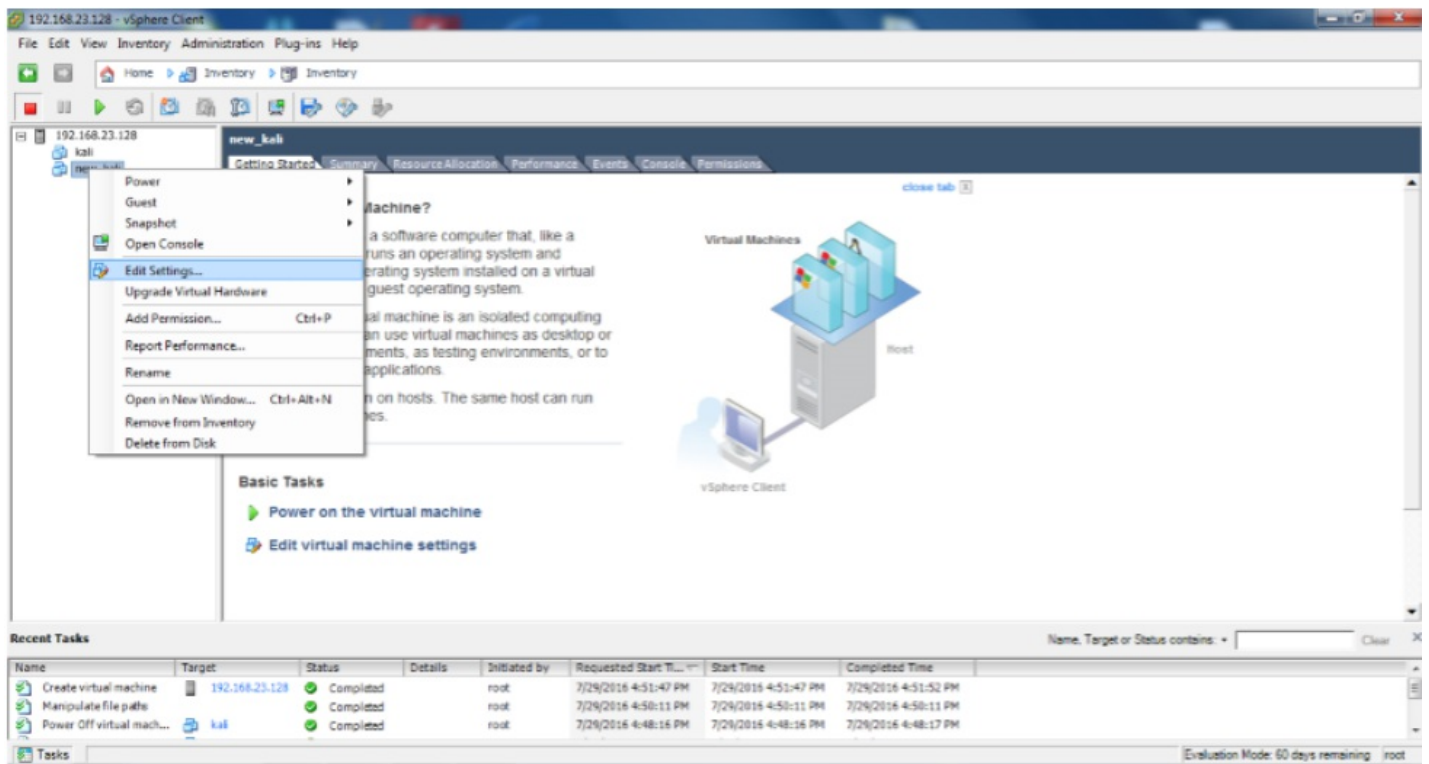 192.168.23.128 - vSphere Client
File Edit View Inventory Administration Plug-ins Help
Home Inventory Inventory
192.168.23.128
kali
new_kali
new_kali
Getting Started Summary Resource Allocation Performance Events Console Permissions
close tab
Power
Guest
Snapshot
Open Console
Edit Settings...
Upgrade Virtual Hardware
Add Permission... Ctrl+P
Report Performance...
Rename
Open in New Window... Ctrl+Alt+N
Remove from Inventory
Delete from Disk
Machine?
a software computer that, like a
runs an operating system and
erating system installed on a virtual
guest operating system.
al machine is an isolated computing
an use virtual machines as desktop or
ments, as testing environments, or to
applications.
n on hosts. The same host can run
nes.
Virtual Machines
Host
vSphere Client
Basic Tasks
Power on the virtual machine
Edit virtual machine settings
Recent Tasks
Name, Target or Status contains: Clear
Name Target Status Details Initiated by Requested Start Ti... Start Time Completed Time
Create virtual machine 192.168.23.128 Completed root 7/29/2016 4:51:47 PM 7/29/2016 4:51:47 PM 7/29/2016 4:51:52 PM
Manipulate file paths Completed root 7/29/2016 4:50:11 PM 7/29/2016 4:50:11 PM 7/29/2016 4:50:11 PM
Power Off virtual mach... kali Completed root 7/29/2016 4:48:16 PM 7/29/2016 4:48:16 PM 7/29/2016 4:48:17 PM
Tasks
Evaluation Mode: 60 days remaining root